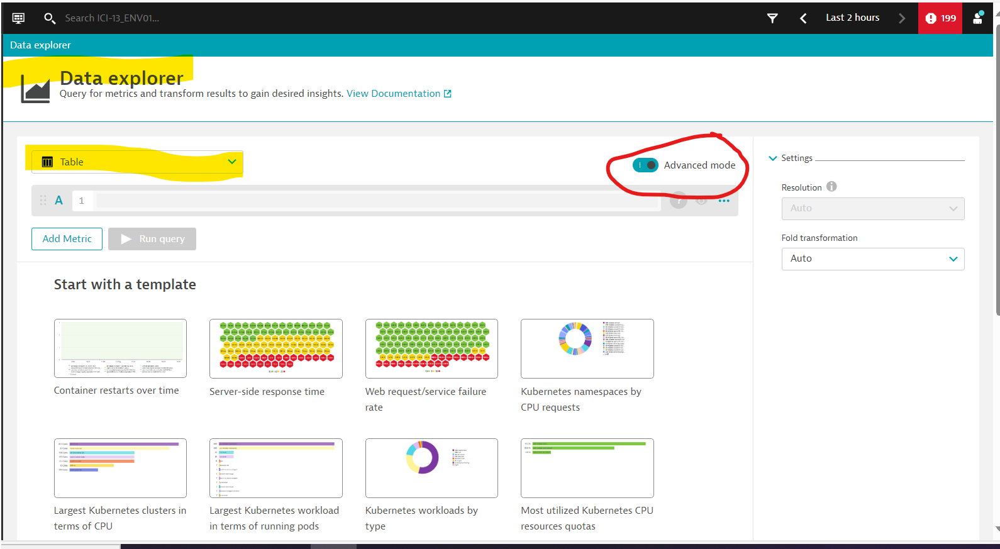 Search ICI-13_ENV01...
Last 2 hours
199
Data explorer
Data explorer
Query for metrics and transform results to gain desired insights. View Documentation
Table
Advanced mode
Settings
A 1 ?
Resolution
Auto
Add Metric
Run query
Fold transformation
Auto
Start with a template
Container restarts over time
Server-side response time
Web request/service failure
rate
Kubernetes namespaces by
CPU requests
Largest Kubernetes clusters in
terms of CPU
Largest Kubernetes workload
in terms of running pods
Kubernetes workloads by
type
Most utilized Kubernetes CPU
resources quotas